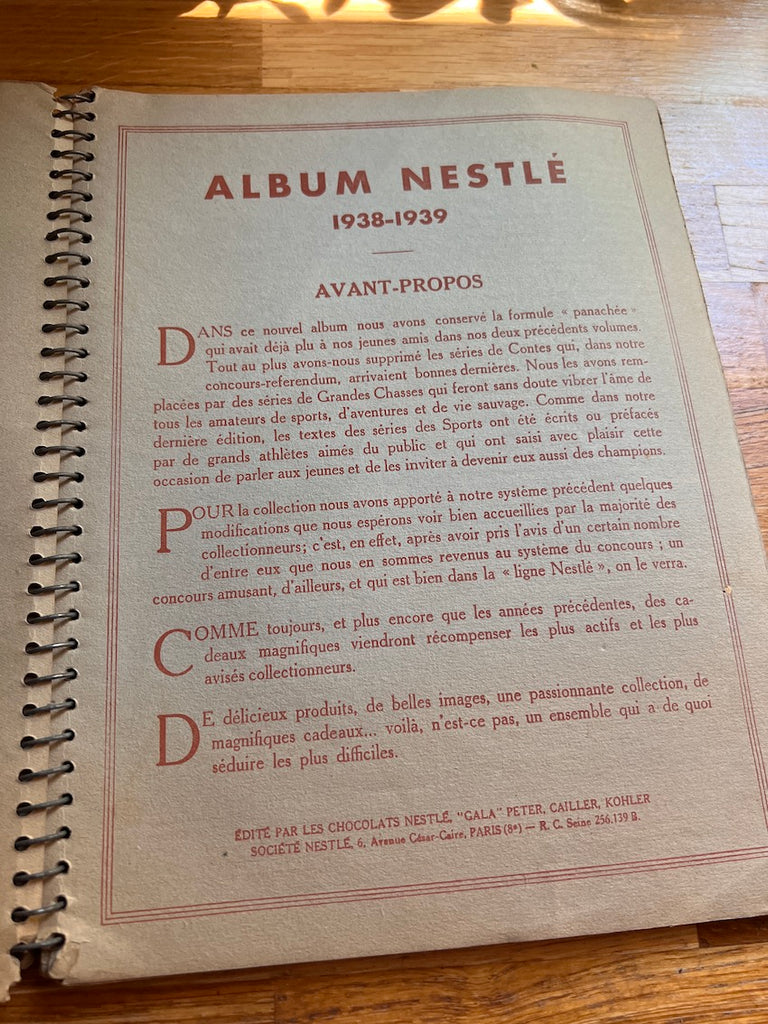 ALBUM NESTLÉ
1938-1939
AVANT-PROPOS
DANS ce nouvel album nous avons conservé la formule « panachée »
qui avait déjà plu à nos jeunes amis dans nos deux précédents volumes.
Tout au plus avons-nous supprimé les séries de Contes qui, dans notre
concours-referendum, arrivaient bonnes dernières. Nous les avons rem-
placées par des séries de Grandes Chasses qui feront sans doute vibrer l'âme de
tous les amateurs de sports, d'aventures et de vie sauvage. Comme dans notre
dernière édition, les textes des séries des Sports ont été écrits ou préfacés
par de grands athlètes aimés du public et qui ont saisi avec plaisir cette
occasion de parler aux jeunes et de les inviter à devenir eux aussi des champions.
POUR la collection nous avons apporté à notre système précédent quelques
modifications que nous espérons voir bien accueillies par la majorité des
collectionneurs; c'est, en effet, après avoir pris l'avis d'un certain nombre
d'entre eux que nous en sommes revenus au système du concours ; un
concours amusant, d'ailleurs, et qui est bien dans la « ligne Nestlé », on le verra.
COMME toujours, et plus encore que les années précédentes, des ca-
deaux magnifiques viendront récompenser les plus actifs et les plus
avisés collectionneurs.
DE délicieux produits, de belles images, une passionnante collection, de
magnifiques cadeaux... voilà, n'est-ce pas, un ensemble qui a de quoi
séduire les plus difficiles.
ÉDITÉ PAR LES CHOCOLATS NESTLÉ, "GALA" PETER, CAILLER, KOHLER
SOCIÉTÉ NESTLÉ, 6, Avenue César-Caire, PARIS (8e) — R. C. Seine 256.139 B.